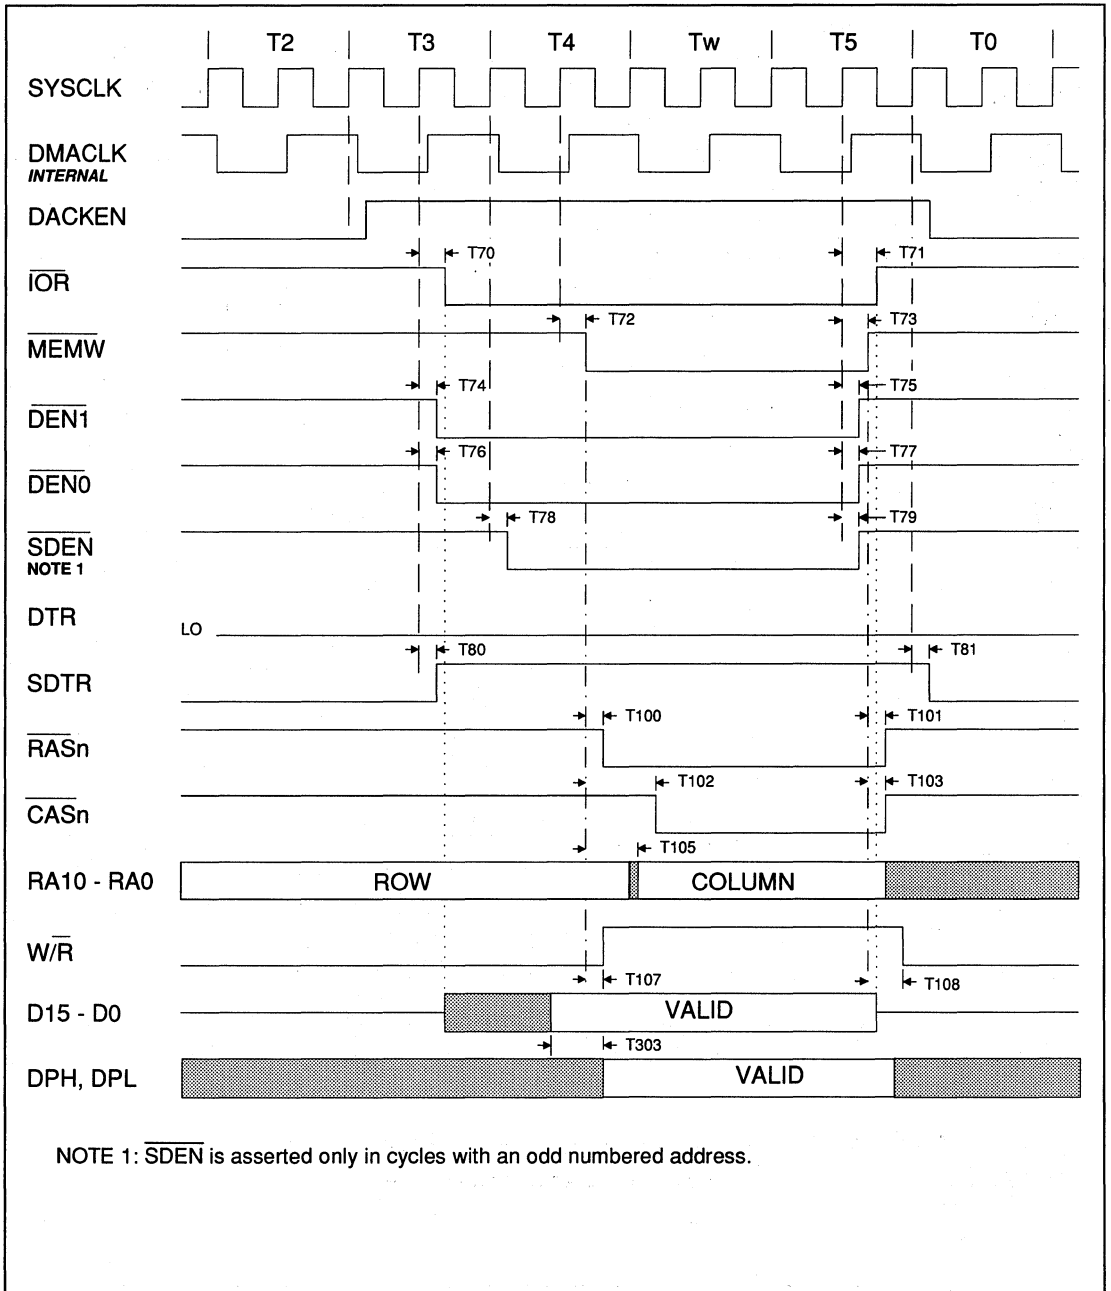 T2 T3 T4 Tw T5 T0
SYSCLK
DMACLK
INTERNAL
DACKEN
T70 T71
IOR
T72 T73
MEMW
T74 T75
DEN1
T76 T77
DEN0
T78 T79
SDEN
NOTE 1
DTR
LO
T80 T81
SDTR
T100 T101
RASn
T102 T103
CASn
T105
RA10 - RA0 ROW COLUMN
W/R
T107 T108
D15 - D0 VALID
T303
DPH, DPL VALID
NOTE 1: SDEN is asserted only in cycles with an odd numbered address.